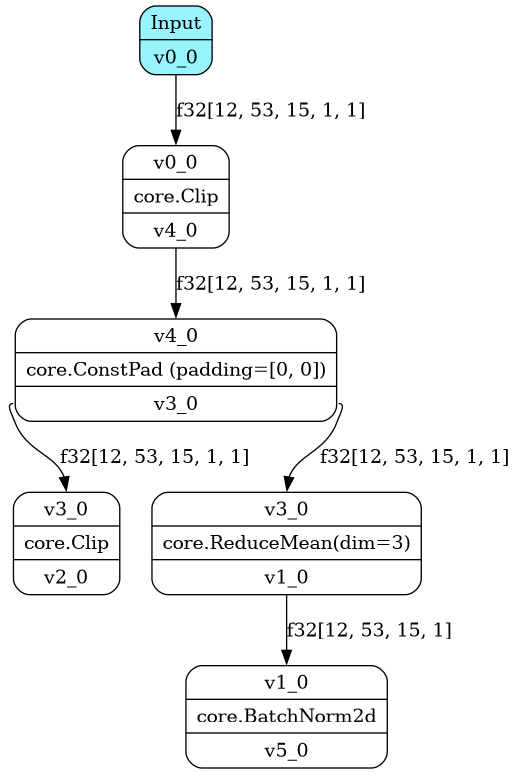 Input
v0_0
f32[12, 53, 15, 1, 1]
v0_0
core.Clip
v4_0
f32[12, 53, 15, 1, 1]
v4_0
core.ConstPad (padding=[0, 0])
v3_0
f32[12, 53, 15, 1, 1]
f32[12, 53, 15, 1, 1]
v3_0
core.Clip
v2_0
v3_0
core.ReduceMean(dim=3)
v1_0
f32[12, 53, 15, 1]
v1_0
core.BatchNorm2d
v5_0